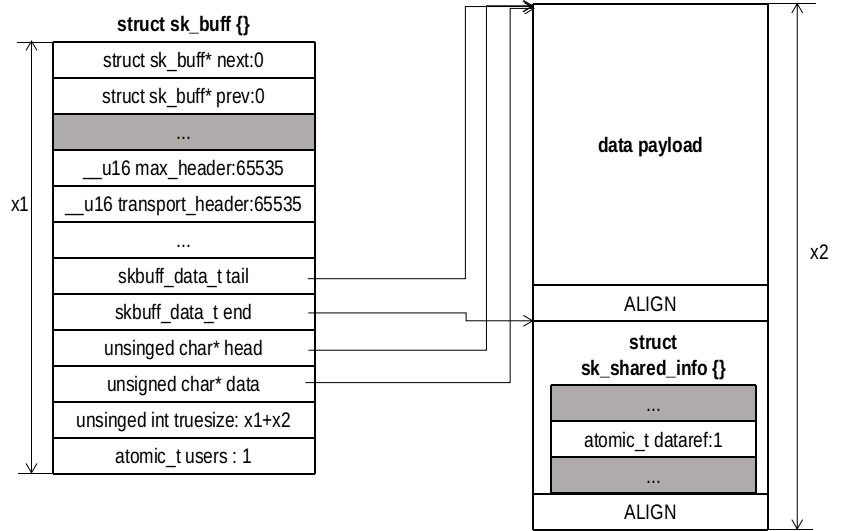 struct sk_buff {}
struct sk_buff* next:0
struct sk_buff* prev:0
...
__u16 max_header:65535
__u16 transport_header:65535
...
skbuff_data_t tail
skbuff_data_t end
unsinged char* head
unsigned char* data
unsinged int truesize: x1+x2
atomic_t users : 1
x1
data payload
ALIGN
struct
sk_shared_info {}
...
atomic_t dataref:1
...
ALIGN
x2